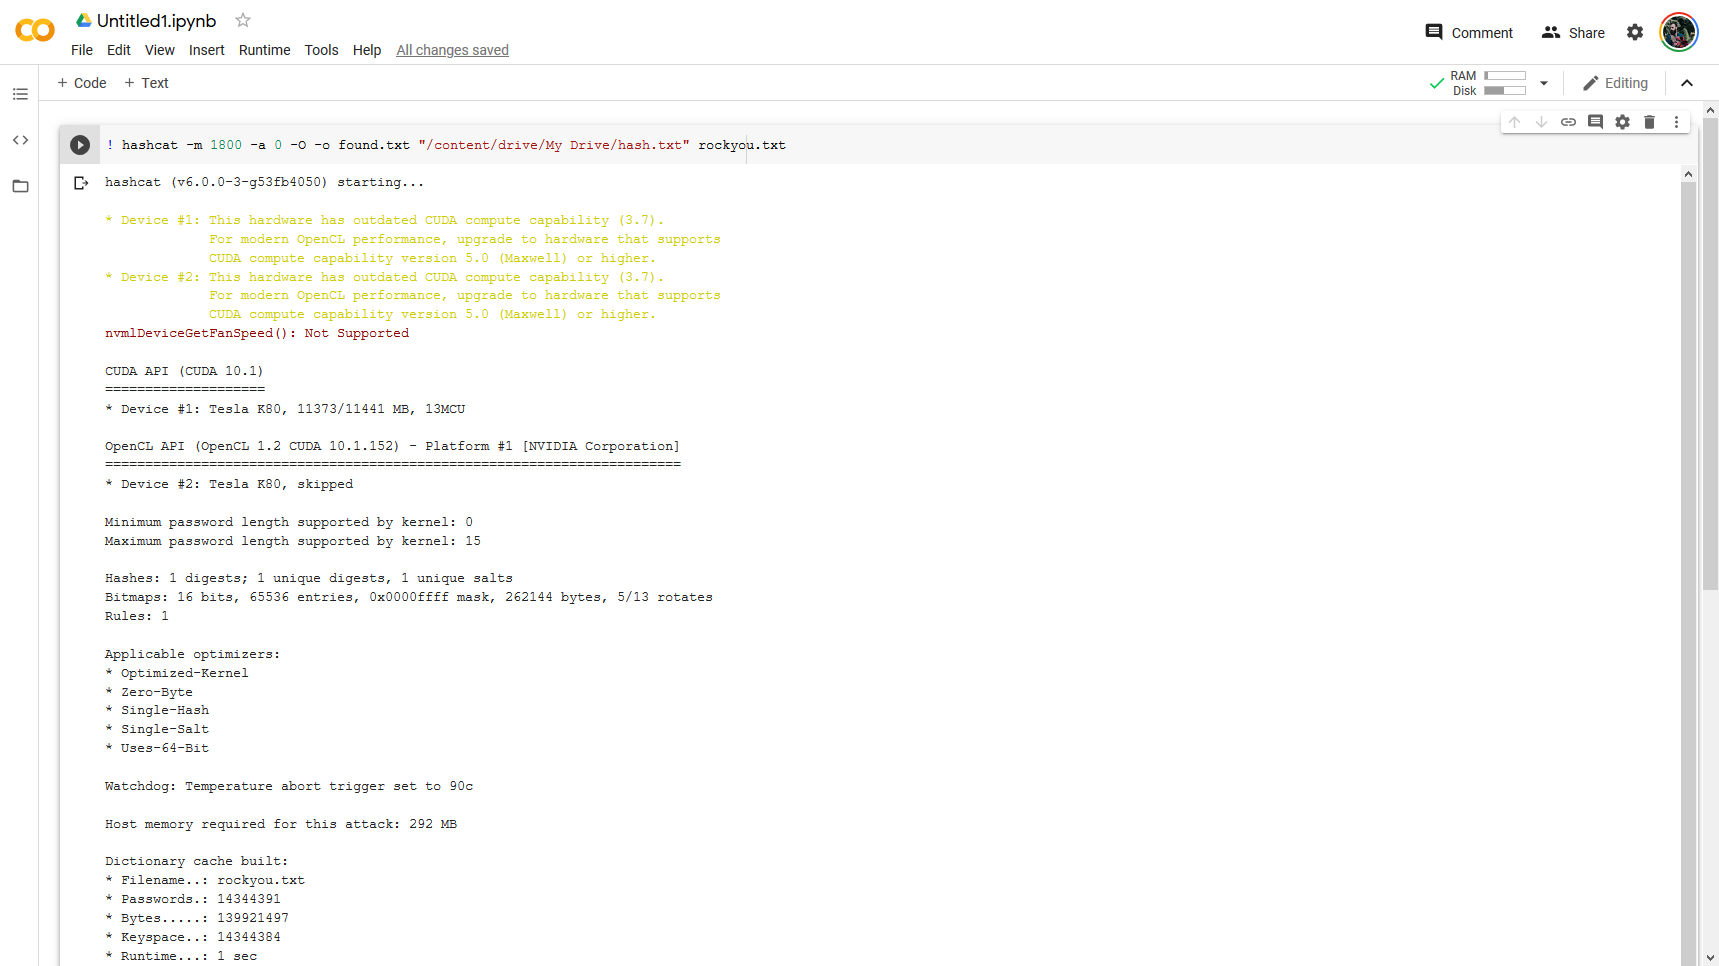 Untitled1.ipynb
File Edit View Insert Runtime Tools Help All changes saved
Comment Share
+ Code + Text
RAM
Disk
Editing
! hashcat -m 1800 -a 0 -O -o found.txt "/content/drive/My Drive/hash.txt" rockyou.txt
hashcat (v6.0.0-3-g53fb4050) starting...
* Device #1: This hardware has outdated CUDA compute capability (3.7).
For modern OpenCL performance, upgrade to hardware that supports
CUDA compute capability version 5.0 (Maxwell) or higher.
* Device #2: This hardware has outdated CUDA compute capability (3.7).
For modern OpenCL performance, upgrade to hardware that supports
CUDA compute capability version 5.0 (Maxwell) or higher.
nvmlDeviceGetFanSpeed(): Not Supported
CUDA API (CUDA 10.1)
====================
* Device #1: Tesla K80, 11373/11441 MB, 13MCU
OpenCL API (OpenCL 1.2 CUDA 10.1.152) - Platform #1 [NVIDIA Corporation]
========================================================================
* Device #2: Tesla K80, skipped
Minimum password length supported by kernel: 0
Maximum password length supported by kernel: 15
Hashes: 1 digests; 1 unique digests, 1 unique salts
Bitmaps: 16 bits, 65536 entries, 0x0000ffff mask, 262144 bytes, 5/13 rotates
Rules: 1
Applicable optimizers:
* Optimized-Kernel
* Zero-Byte
* Single-Hash
* Single-Salt
* Uses-64-Bit
Watchdog: Temperature abort trigger set to 90c
Host memory required for this attack: 292 MB
Dictionary cache built:
* Filename..: rockyou.txt
* Passwords.: 14344391
* Bytes.....: 139921497
* Keyspace..: 14344384
* Runtime...: 1 sec